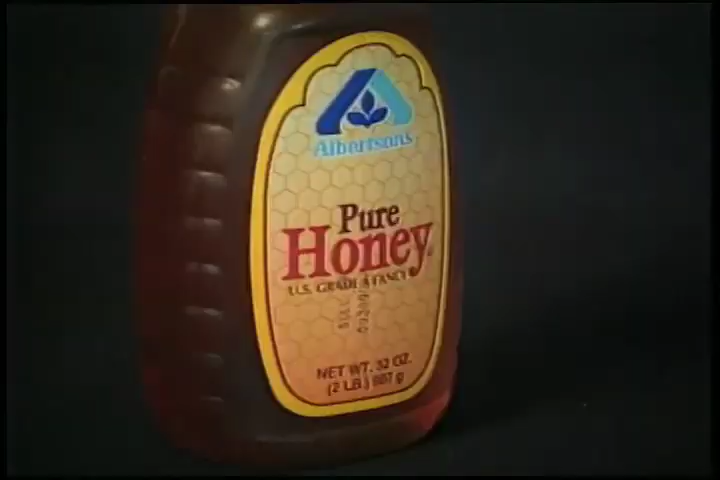 Albertsons
Pure
Honey
U.S. GRADE A FANCY
NET WT. 32 OZ.
(2 LB.) 907 g